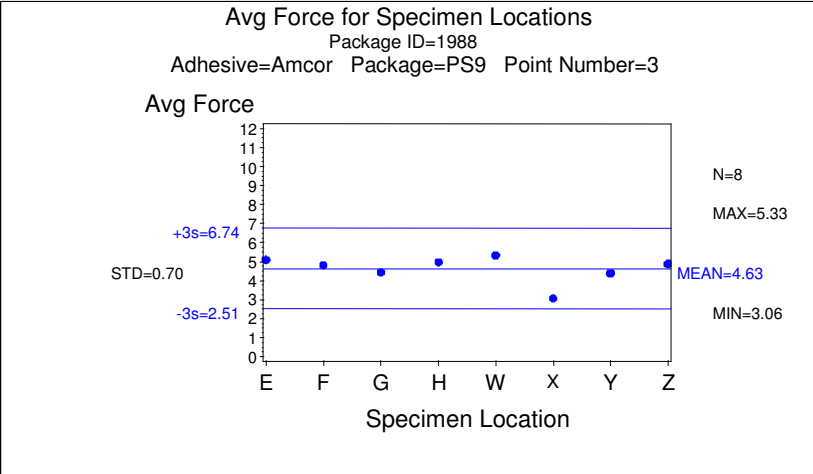 Avg Force for Specimen Locations
Package ID=1988
Adhesive=Amcor Package=PS9 Point Number=3
Avg Force
12
11
10
9
8
7
6
5
4
3
2
1
0
+3s=6.74
STD=0.70
-3s=2.51
N=8
MAX=5.33
MEAN=4.63
MIN=3.06
E F G H W X Y Z
Specimen Location